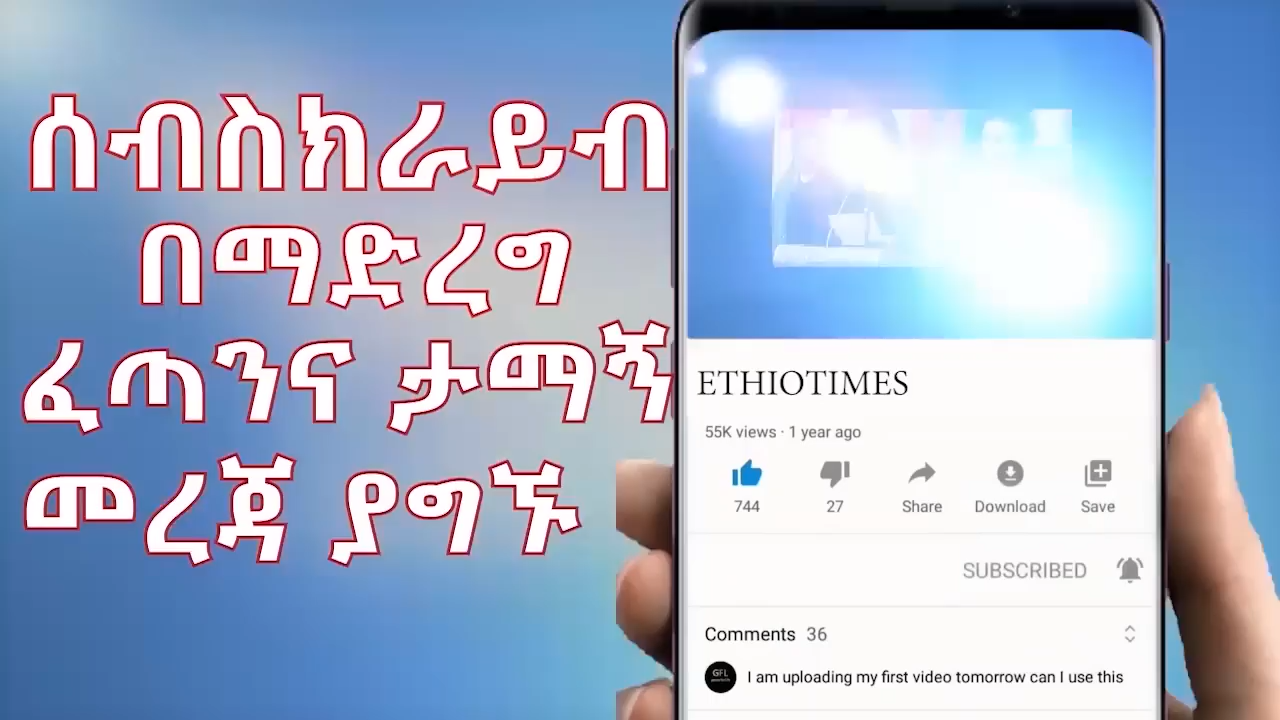 ሰብስክራይብ
በማድረግ
ፈጣንና ታማኝ
መረጃ ያግኙ
ETHIOTIMES
55K views · 1 year ago
744 27 Share Download Save
SUBSCRIBED
Comments 36
GFL
I am uploading my first video tomorrow can I use this